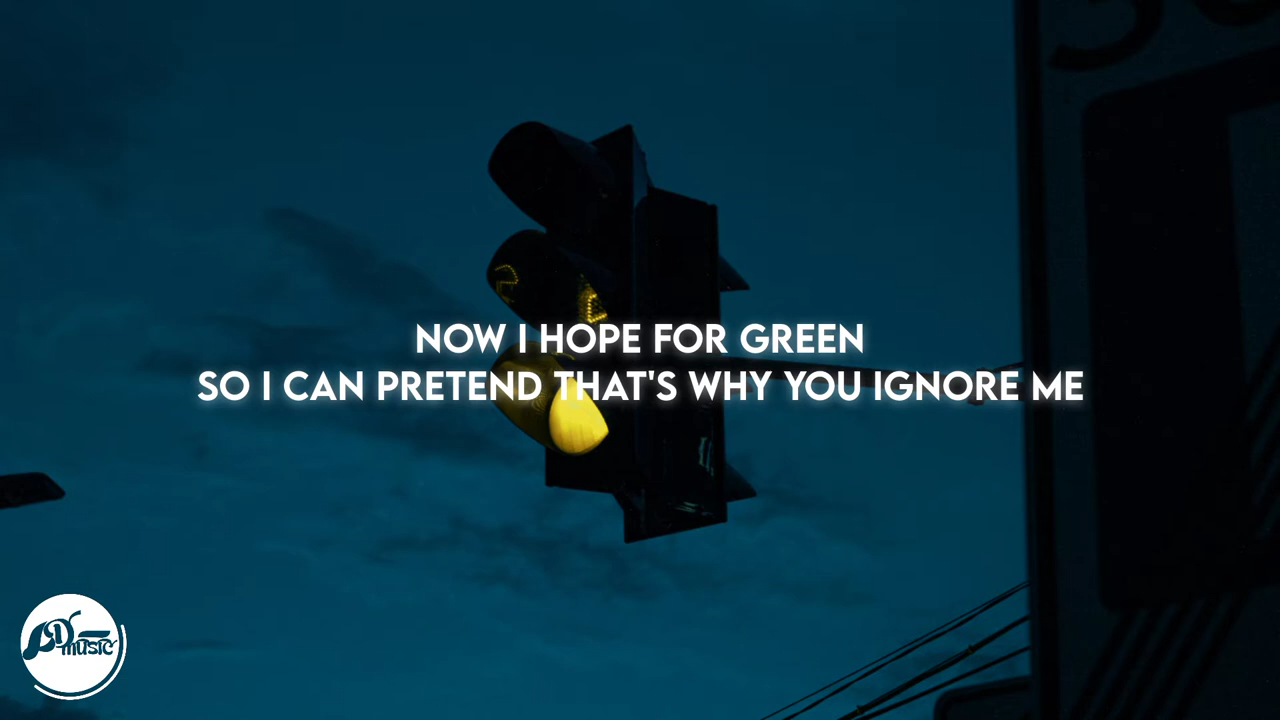 NOW I HOPE FOR GREEN
SO I CAN PRETEND THAT'S WHY YOU IGNORE ME
music